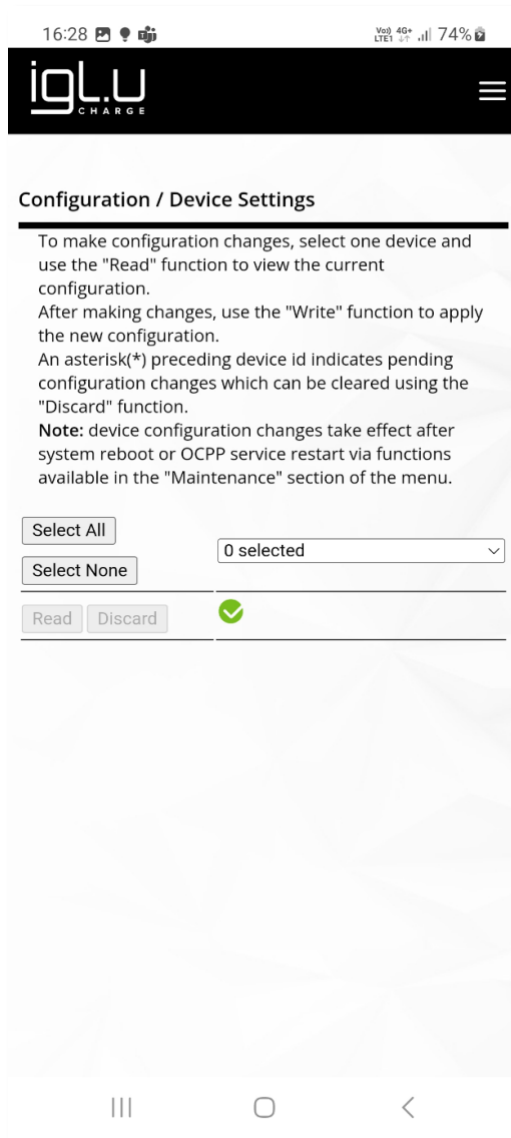 16:28
Vo) 4G+
LTE1
74%
igL.U
CHARGE
Configuration / Device Settings
To make configuration changes, select one device and
use the "Read" function to view the current
configuration.
After making changes, use the "Write" function to apply
the new configuration.
An asterisk(*) preceding device id indicates pending
configuration changes which can be cleared using the
"Discard" function.
Note: device configuration changes take effect after
system reboot or OCPP service restart via functions
available in the "Maintenance" section of the menu.
Select All
0 selected
Select None
Read Discard